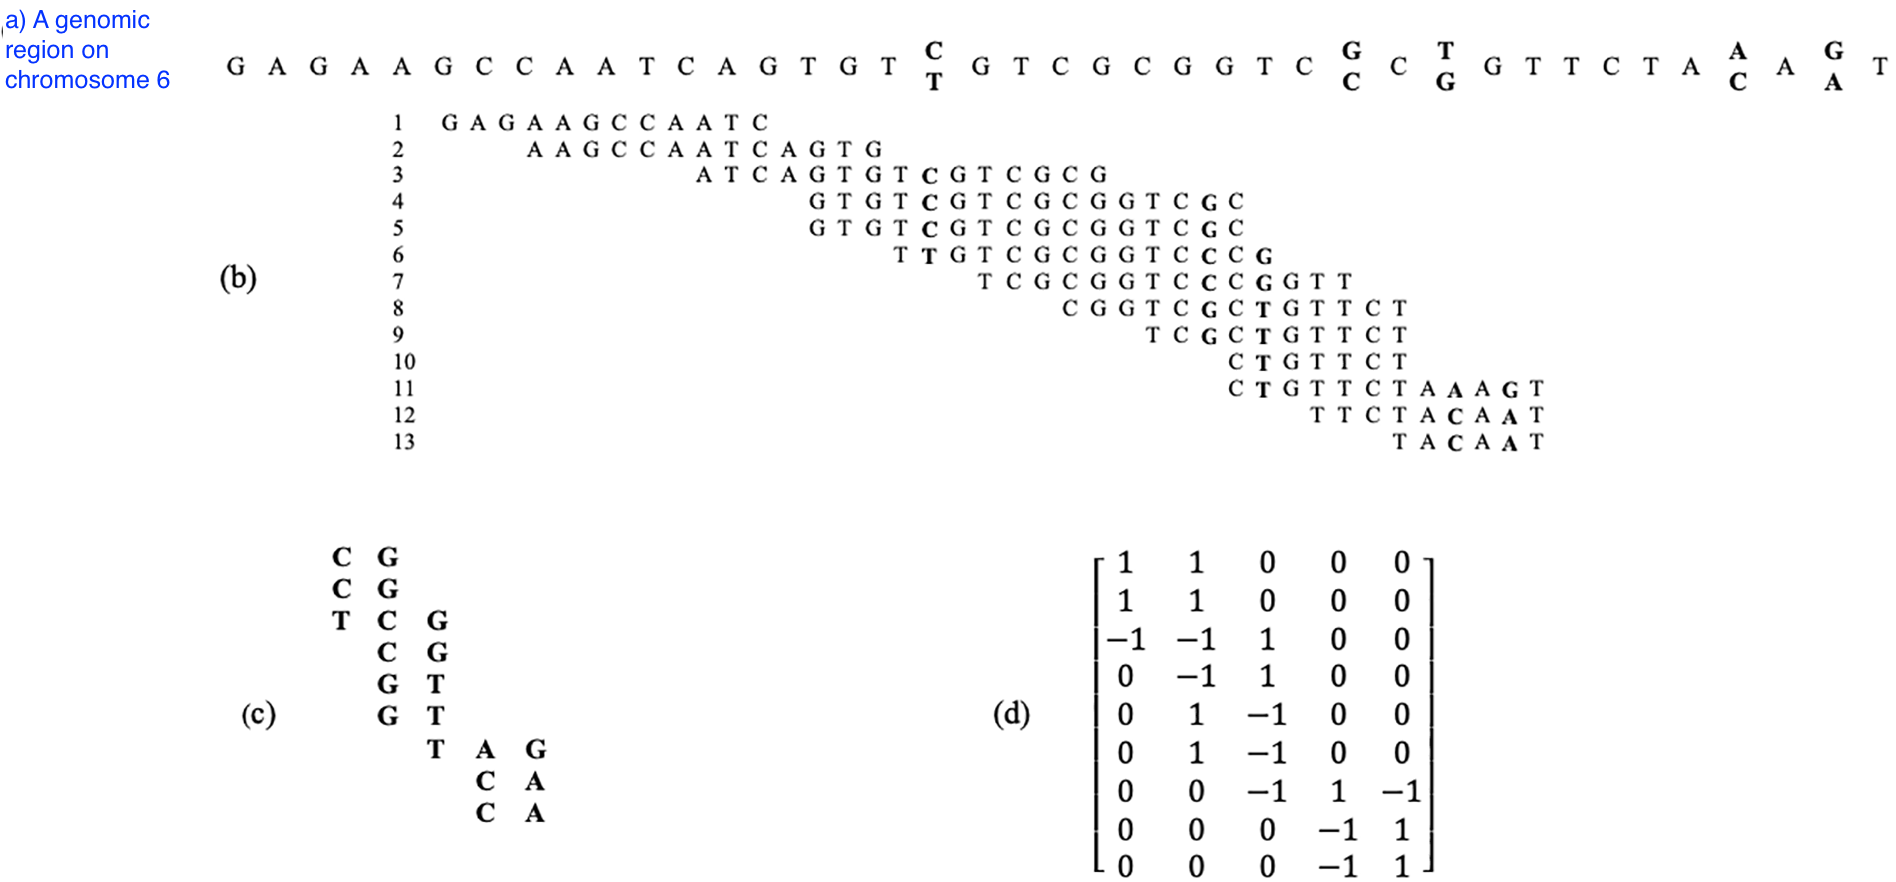 a) A genomic
region on
chromosome 6
G A G A A G C C A A T C A G T G T C G T C G C G G T C G C T G T T C T A A A G T
T C G C A
1 G A G A A G C C A A T C
2 A A G C C A A T C A G T G
3 A T C A G T G T C G T C G C G
4 G T G T C G T C G C G G T C G C
5 G T G T C G T C G C G G T C G C
6 T T G T C G C G G T C C C G
(b)
7 T C G C G G T C C C G G T T
8 C G G T C G C T G T T C T
9 T C G C T G T T C T
10 C T G T T C T
11 C T G T T C T A A A G T
12 T T C T A C A A T
13 T A C A A T
C G
C G
T C G
C G
G T
(c)
G T
T A G
C A
C A
(d)
1 1 0 0 0
1 1 0 0 0
−1 −1 1 0 0
0 −1 1 0 0
0 1 −1 0 0
0 1 −1 0 0
0 0 −1 1 −1
0 0 0 −1 1
0 0 0 −1 1